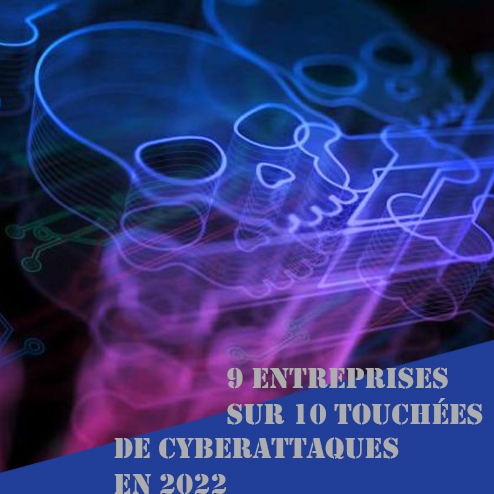 9 ENTREPRISES
SUR 10 TOUCHÉES
DE CYBERATTAQUES
EN 2022